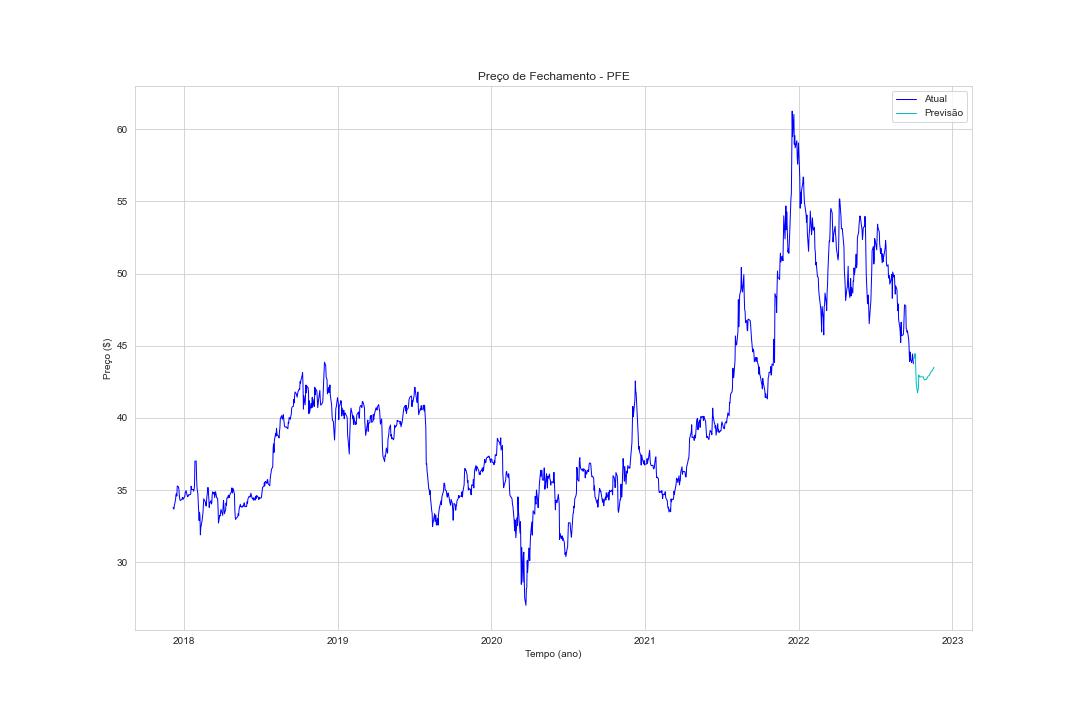 Preço de Fechamento - PFE
Atual
Previsão
60
55
50
45
40
35
30
Preço ($)
2018
2019
2020
2021
2022
2023
Tempo (ano)